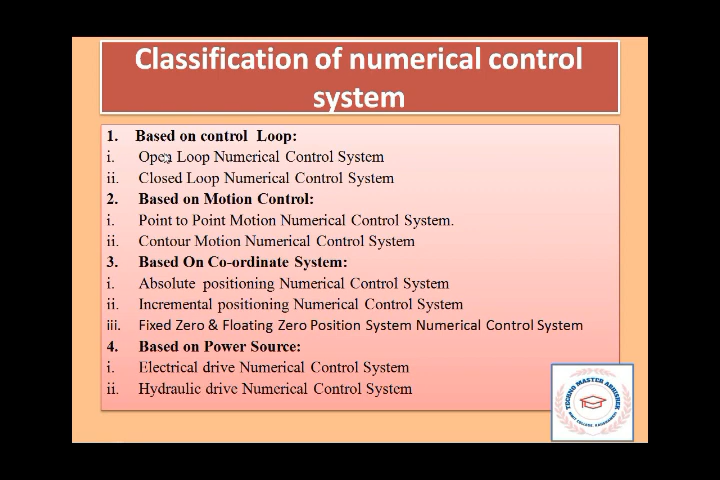 Classification of numerical control
system
1. Based on control Loop:
i. Open Loop Numerical Control System
ii. Closed Loop Numerical Control System
2. Based on Motion Control:
i. Point to Point Motion Numerical Control System.
ii. Contour Motion Numerical Control System
3. Based On Co-ordinate System:
i. Absolute positioning Numerical Control System
ii. Incremental positioning Numerical Control System
iii. Fixed Zero & Floating Zero Position System Numerical Control System
4. Based on Power Source:
i. Electrical drive Numerical Control System
ii. Hydraulic drive Numerical Control System
TECHNO MASTER ABHISHEK